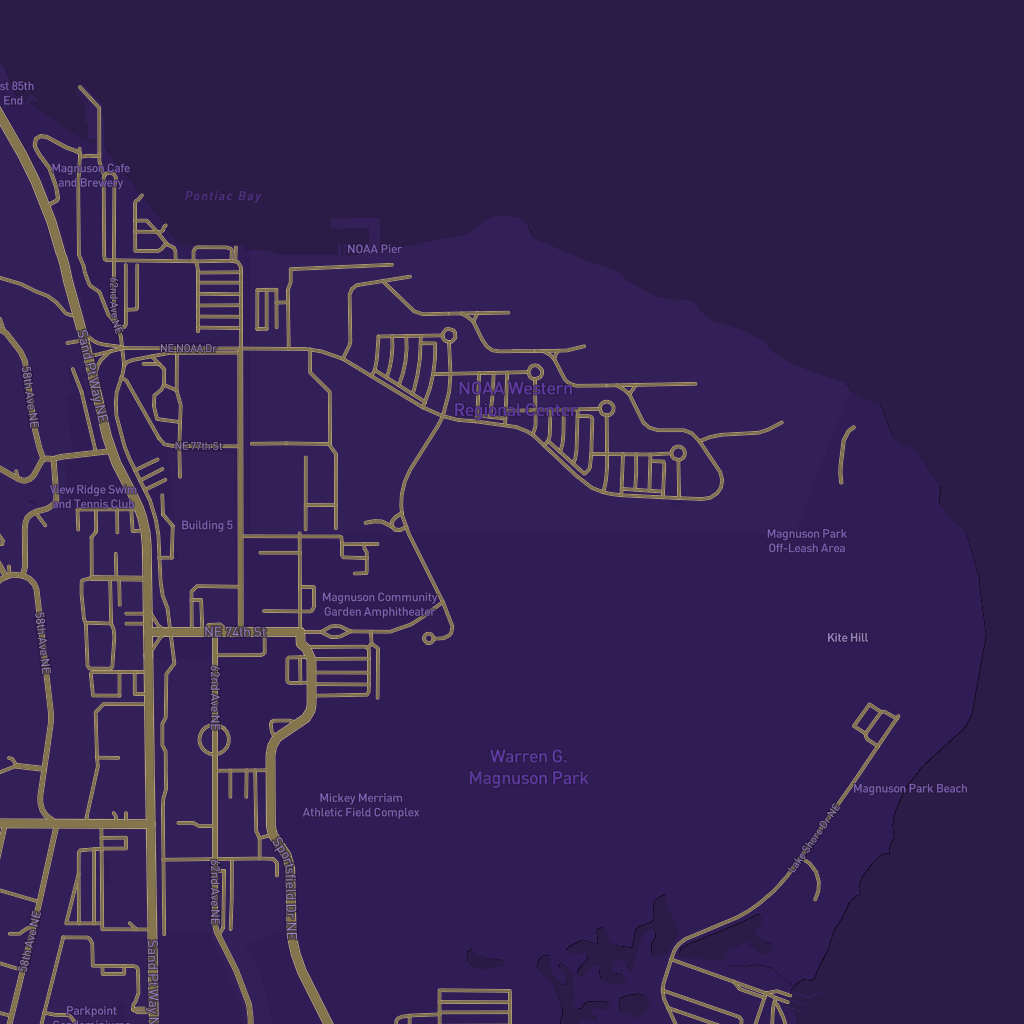 st 85th
End
Magnuson Cafe
and Brewery
Pontiac Bay
NOAA Pier
62nd Ave NE
Sand Pt Way NE
NE NOAA Dr
58th Ave NE
NOAA Western
Regional Center
NE 77th St
View Ridge Swim
and Tennis Club
Building 5
Magnuson Park
Off-Leash Area
Magnuson Community
Garden Amphitheater
58th Ave NE
NE 74th St
Kite Hill
62nd Ave NE
Warren G.
Magnuson Park
Magnuson Park Beach
Mickey Merriam
Athletic Field Complex
Lake Shore Dr NE
Sportsfield Dr NE
62nd Ave NE
58th Ave NE
Sand Pt Way N
Parkpoint
Condominiums